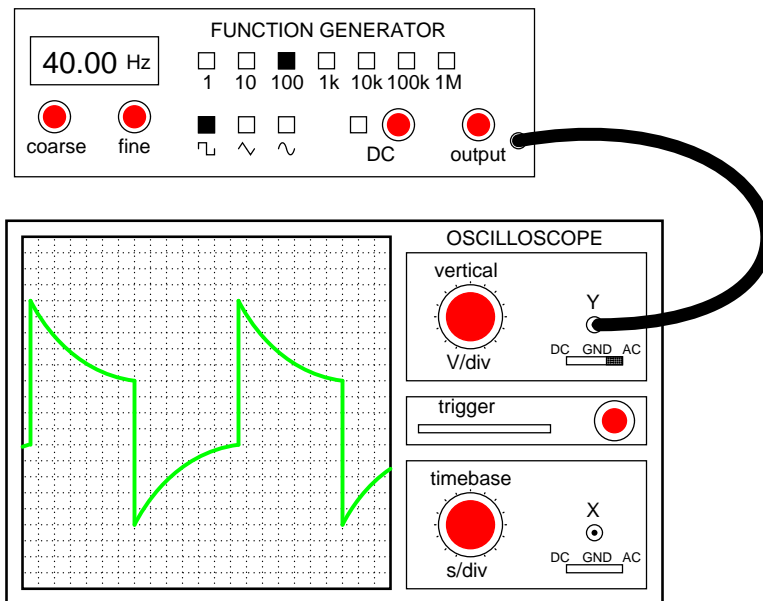 FUNCTION GENERATOR
40.00 Hz
1 10 100 1k 10k 100k 1M
coarse fine DC output
OSCILLOSCOPE
vertical
Y
DC GND AC
V/div
trigger
timebase
X
DC GND AC
s/div